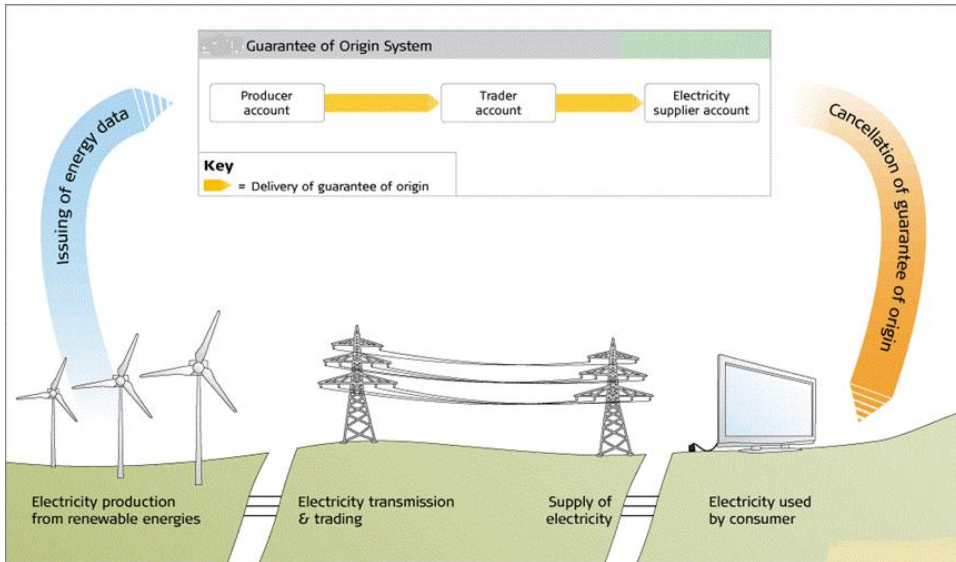 Guarantee of Origin System
Producer
account
Trader
account
Electricity
supplier account
Key
= Delivery of guarantee of origin
Issuing of energy data
Cancellation of guarantee of origin
Electricity production
from renewable energies
Electricity transmission
& trading
Supply of
electricity
Electricity used
by consumer